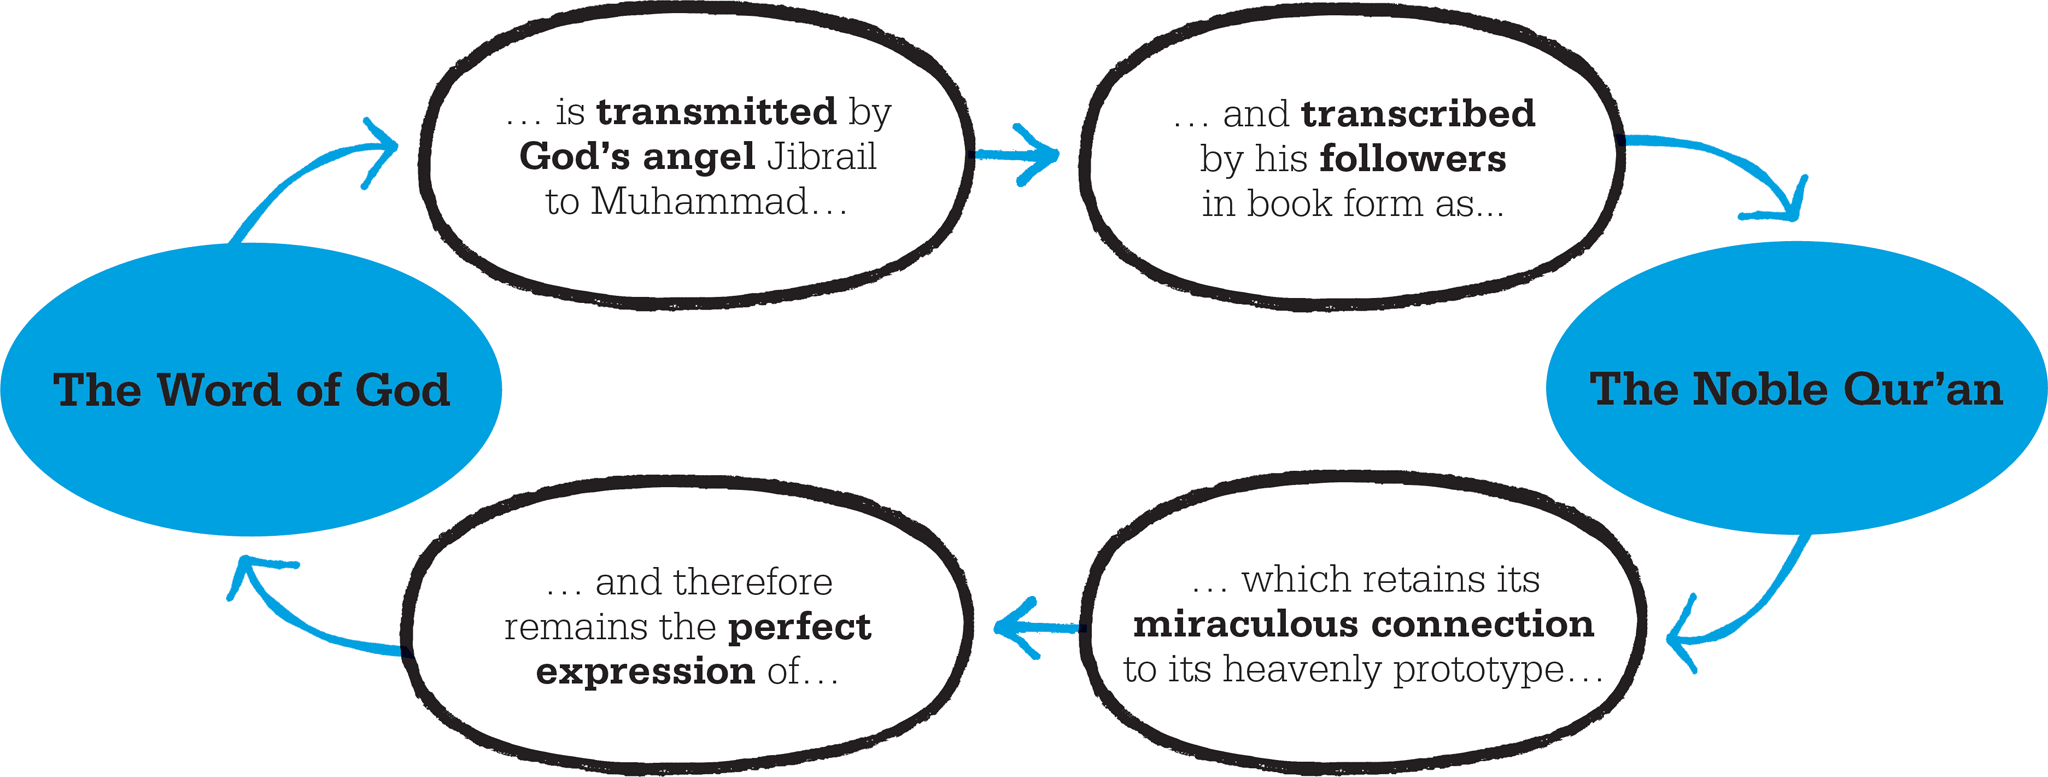 The Word of God
… is transmitted by
God’s angel Jibrail
to Muhammad…
… and transcribed
by his followers
in book form as...
The Noble Qur’an
… which retains its
miraculous connection
to its heavenly prototype…
… and therefore
remains the perfect
expression of…